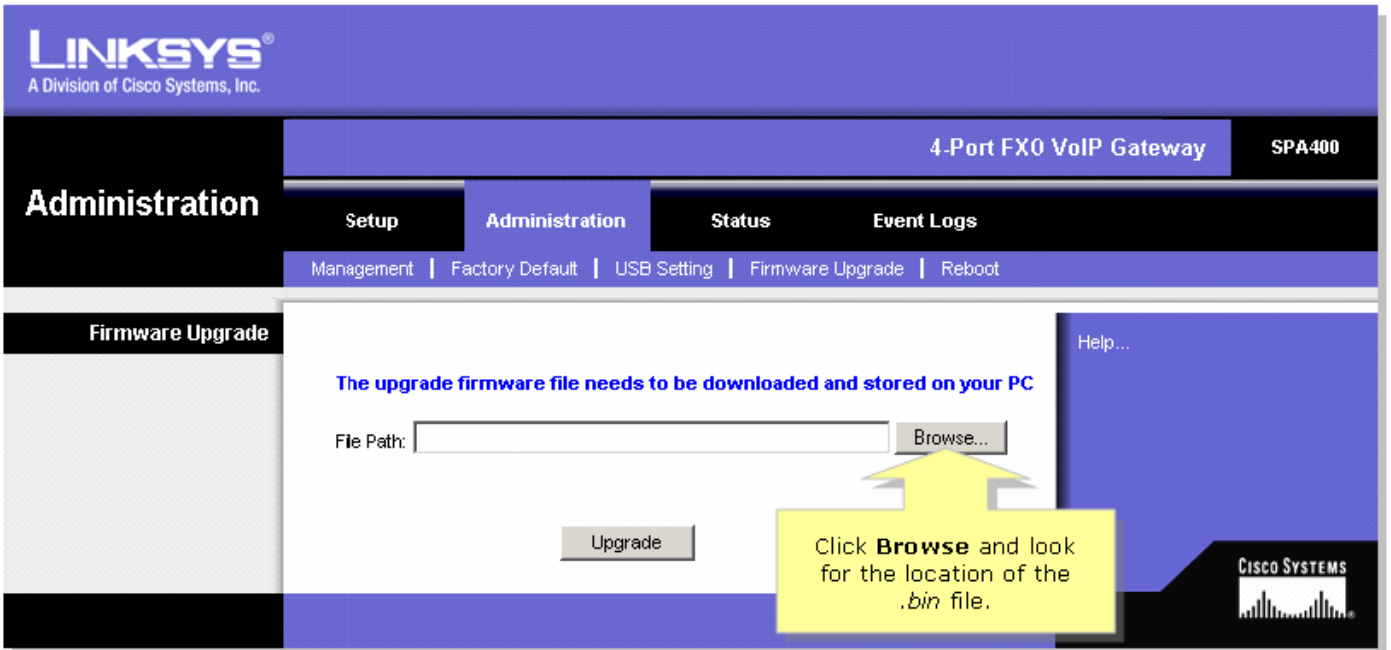 LINKSYS®
A Division of Cisco Systems, Inc.
4-Port FXO VoIP Gateway
SPA400
Administration
Setup
Administration
Status
Event Logs
Management | Factory Default | USB Setting | Firmware Upgrade | Reboot
Firmware Upgrade
Help...
The upgrade firmware file needs to be downloaded and stored on your PC
File Path:
Browse...
Upgrade
Click Browse and look
for the location of the
.bin file.
CISCO SYSTEMS
®